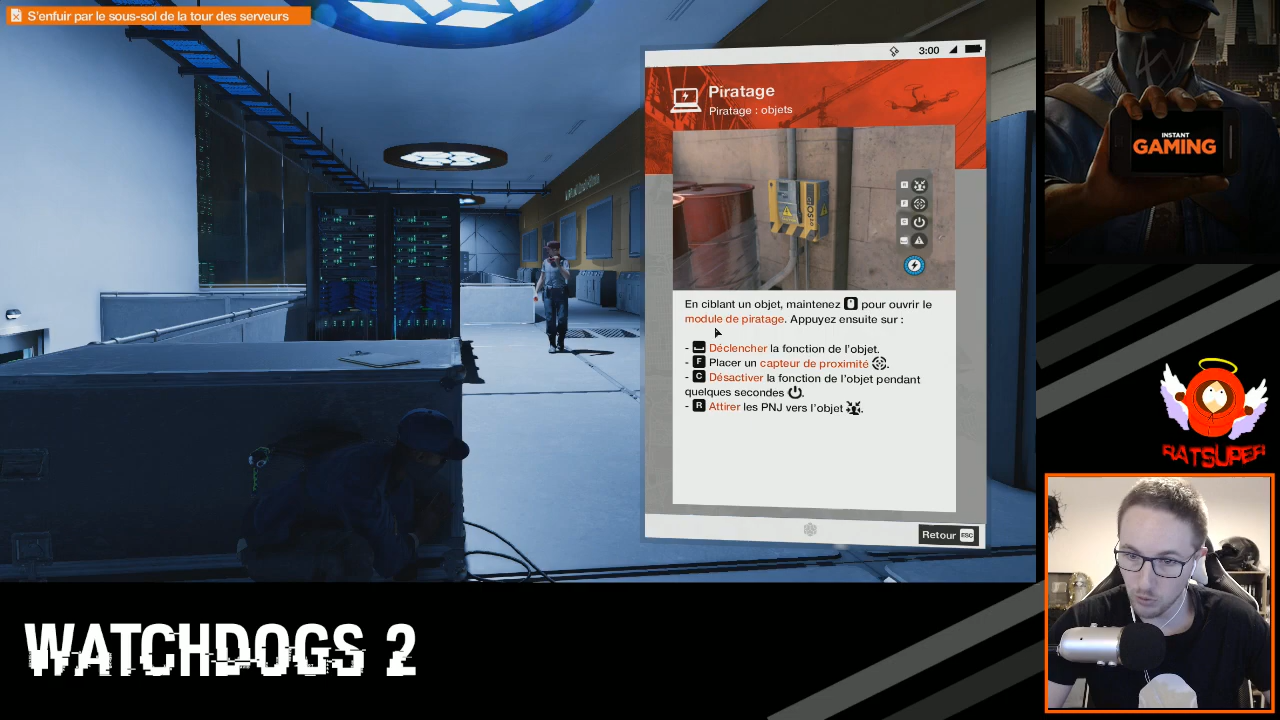 S'enfuir par le sous-sol de la tour des serveurs
3:00
Piratage
Piratage : objets
R
F
C
En ciblant un objet, maintenez pour ouvrir le
module de piratage. Appuyez ensuite sur :
- Déclencher la fonction de l'objet.
- F Placer un capteur de proximité .
- C Désactiver la fonction de l'objet pendant
quelques secondes .
- R Attirer les PNJ vers l'objet .
Retour ESC
INSTANT
GAMING
RATSUPER
WATCHDOGS 2